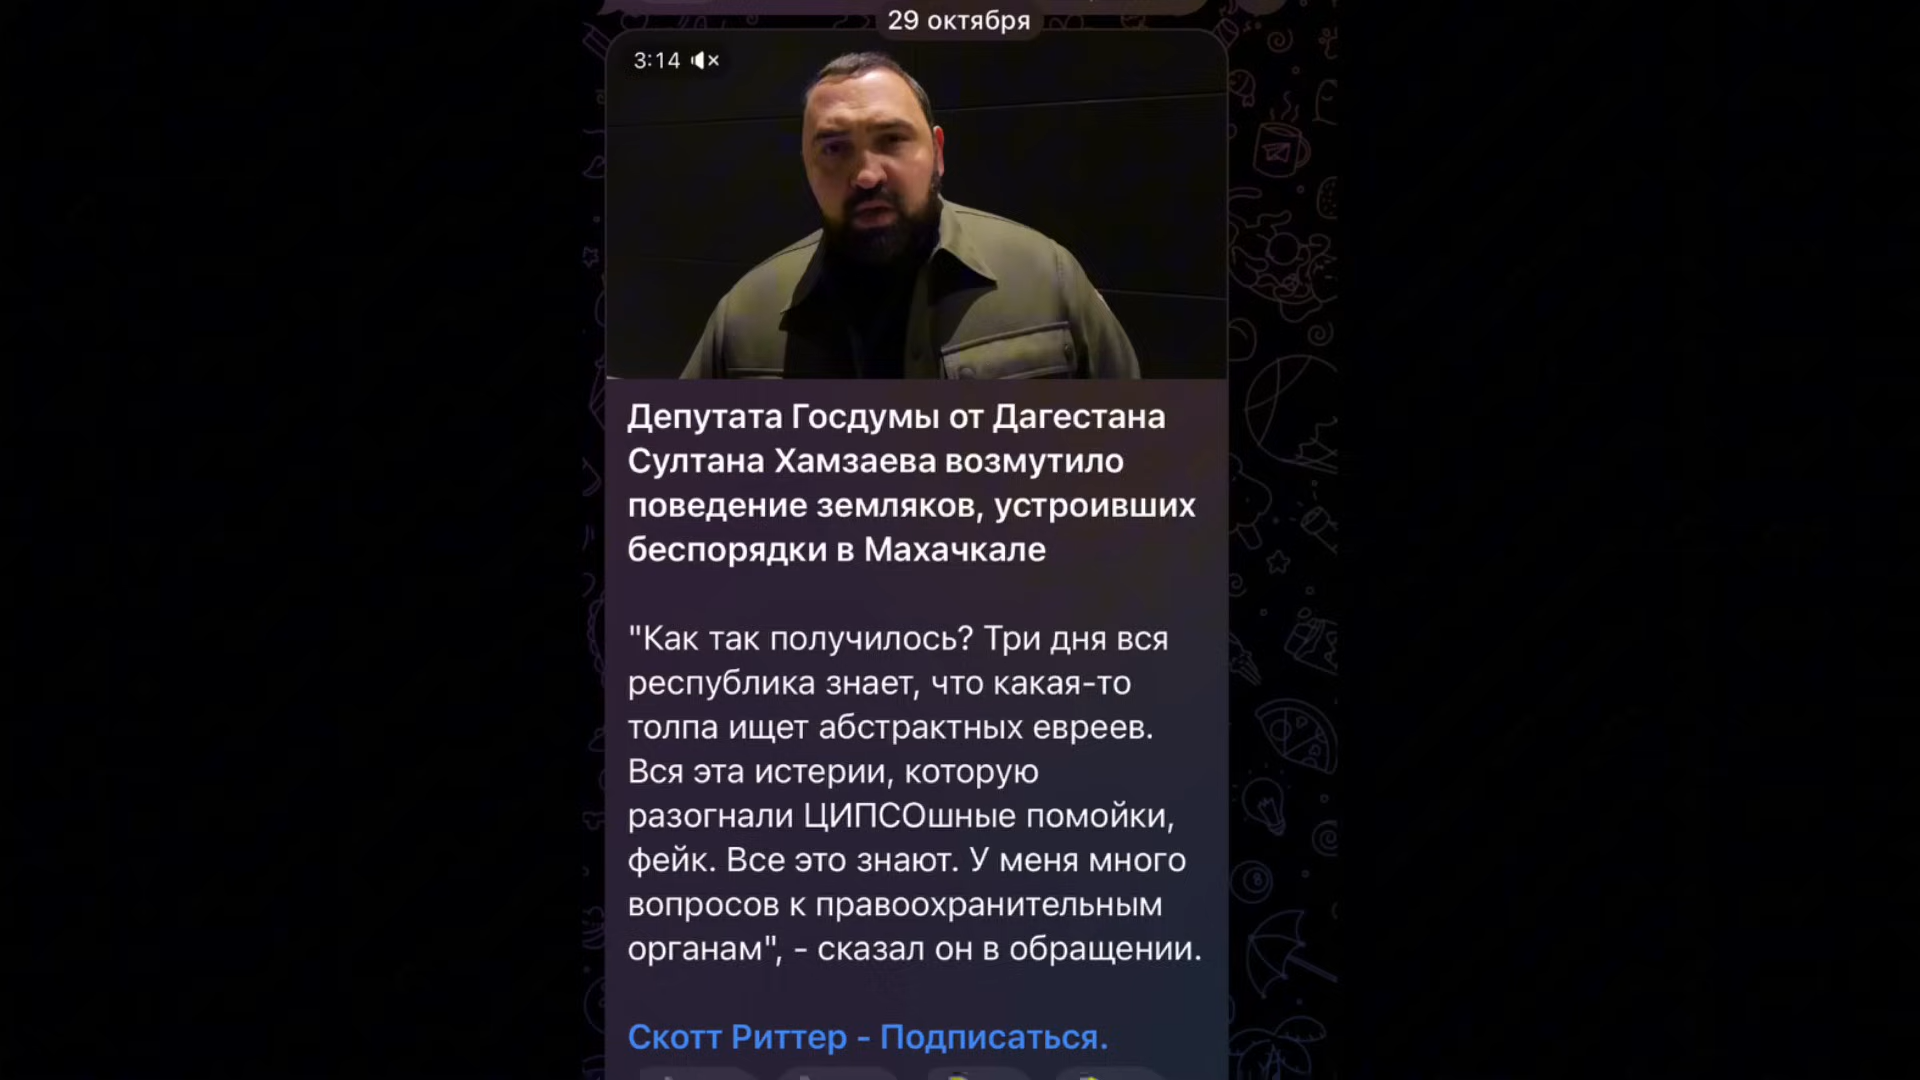 29 октября
3:14
Депутата Госдумы от Дагестана
Султана Хамзаева возмутило
поведение земляков, устроивших
беспорядки в Махачкале
"Как так получилось? Три дня вся
республика знает, что какая-то
толпа ищет абстрактных евреев.
Вся эта истерии, которую
разогнали ЦИПСОшные помойки,
фейк. Все это знают. У меня много
вопросов к правоохранительным
органам", - сказал он в обращении.
Скотт Риттер - Подписаться.